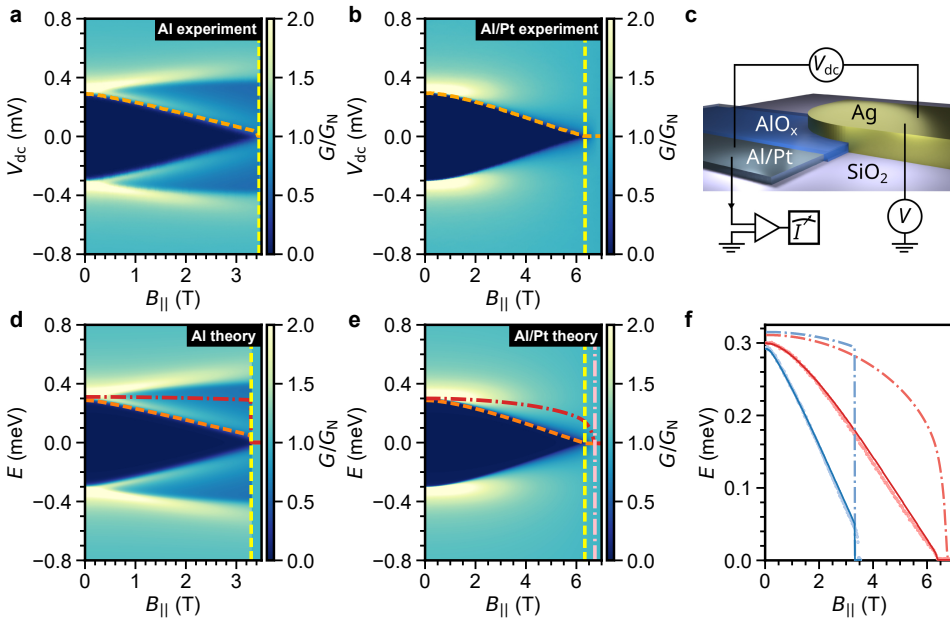 a
Al experiment
0.8
0.4
0.0
−0.4
−0.8
V_dc (mV)
0 1 2 3
B_|| (T)
2.0
1.5
1.0
0.5
0.0
G/G_N
b
Al/Pt experiment
0.8
0.4
0.0
−0.4
−0.8
V_dc (mV)
0 2 4 6
B_|| (T)
2.0
1.5
1.0
0.5
0.0
G/G_N
c
V_dc
Ag
AlO_x
Al/Pt
SiO_2
V
I
d
Al theory
0.8
0.4
0.0
−0.4
−0.8
E (meV)
0 1 2 3
B_|| (T)
2.0
1.5
1.0
0.5
0.0
G/G_N
e
Al/Pt theory
0.8
0.4
0.0
−0.4
−0.8
E (meV)
0 2 4 6
B_|| (T)
2.0
1.5
1.0
0.5
0.0
G/G_N
f
0.3
0.2
0.1
0.0
E (meV)
0 2 4 6
B_|| (T)